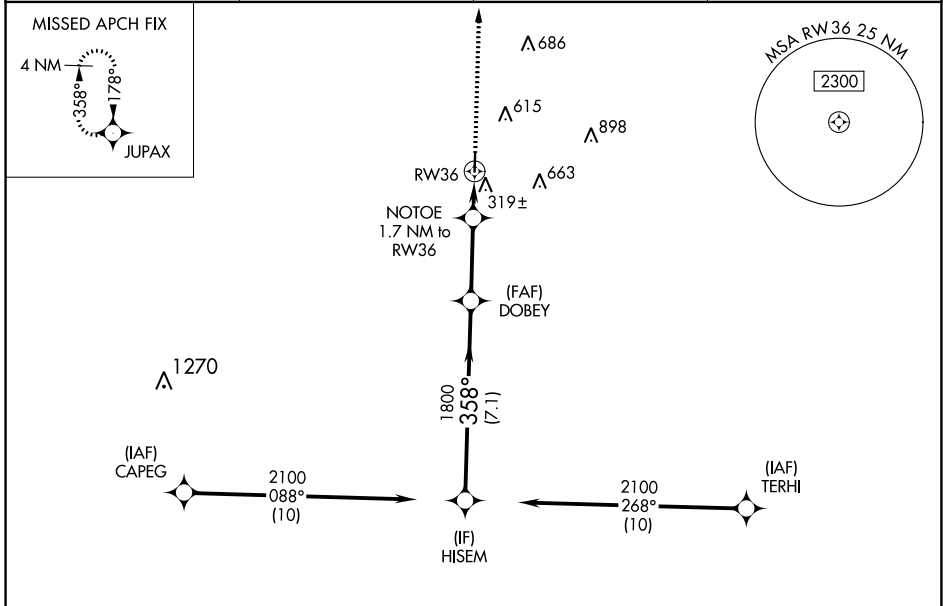 MISSED APCH FIX
4 NM
358°
178°
JUPAX
686
615
898
RW36
663
319±
NOTOE
1.7 NM to
RW36
MSA RW36 25 NM
2300
(FAF)
DOBEY
1270
1800
358°
(7.1)
(IAF)
CAPEG
2100
088°
(10)
(IF)
HISEM
2100
268°
(10)
(IAF)
TERHI